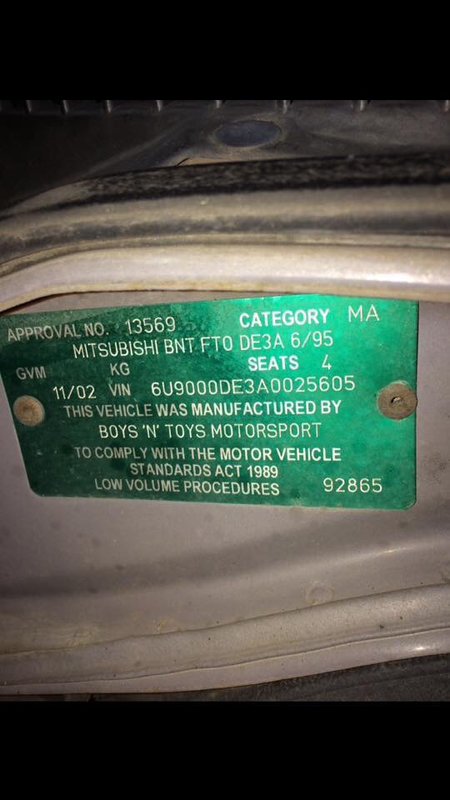 APPROVAL NO. 13569 CATEGORY MA
MITSUBISHI BNT FTO DE3A 6/95
GVM KG SEATS 4
11/02 VIN 6U9000DE3A0025605
THIS VEHICLE WAS MANUFACTURED BY
BOYS 'N' TOYS MOTORSPORT
TO COMPLY WITH THE MOTOR VEHICLE
STANDARDS ACT 1989
LOW VOLUME PROCEDURES 92865